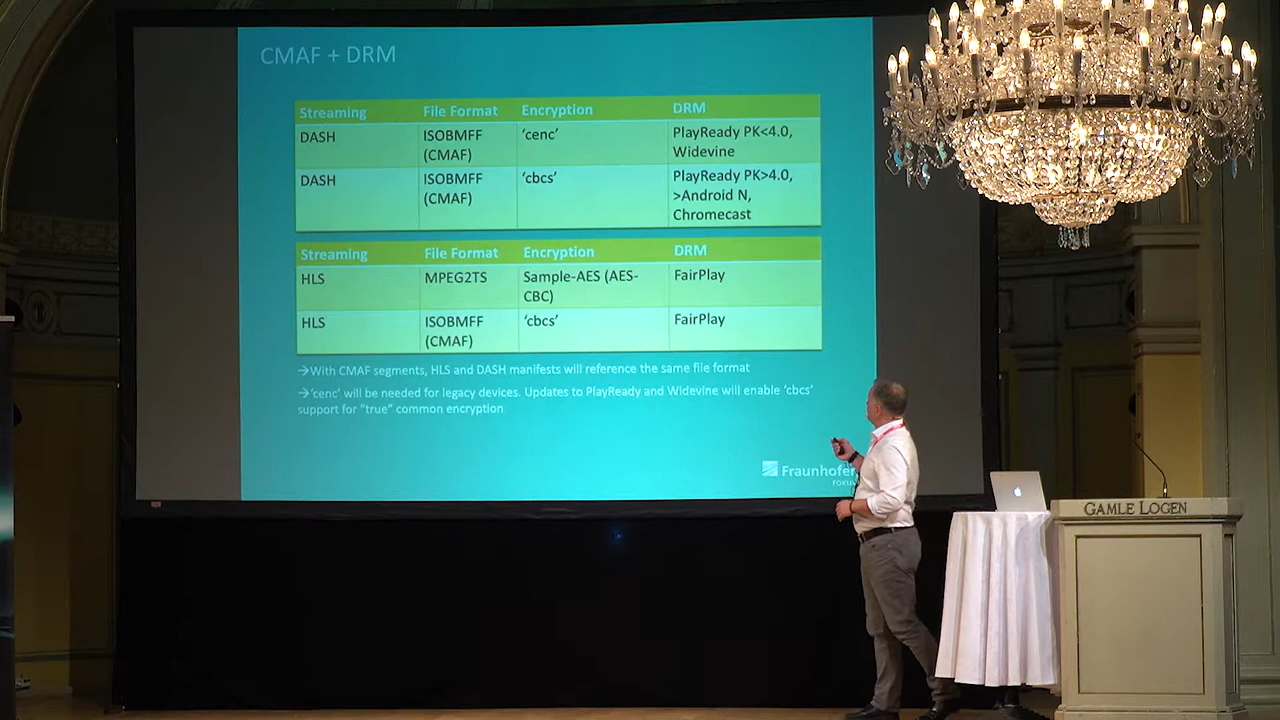 CMAF + DRM
Streaming File Format Encryption DRM
DASH ISOBMFF (CMAF) ‘cenc’ PlayReady PK<4.0, Widevine
DASH ISOBMFF (CMAF) ‘cbcs’ PlayReady PK>4.0, >Android N, Chromecast
Streaming File Format Encryption DRM
HLS MPEG2TS Sample-AES (AES-CBC) FairPlay
HLS ISOBMFF (CMAF) ‘cbcs’ FairPlay
→With CMAF segments, HLS and DASH manifests will reference the same file format
→‘cenc’ will be needed for legacy devices. Updates to PlayReady and Widevine will enable ‘cbcs’
support for “true” common encryption
Fraunhofer
GAMLE LOGEN